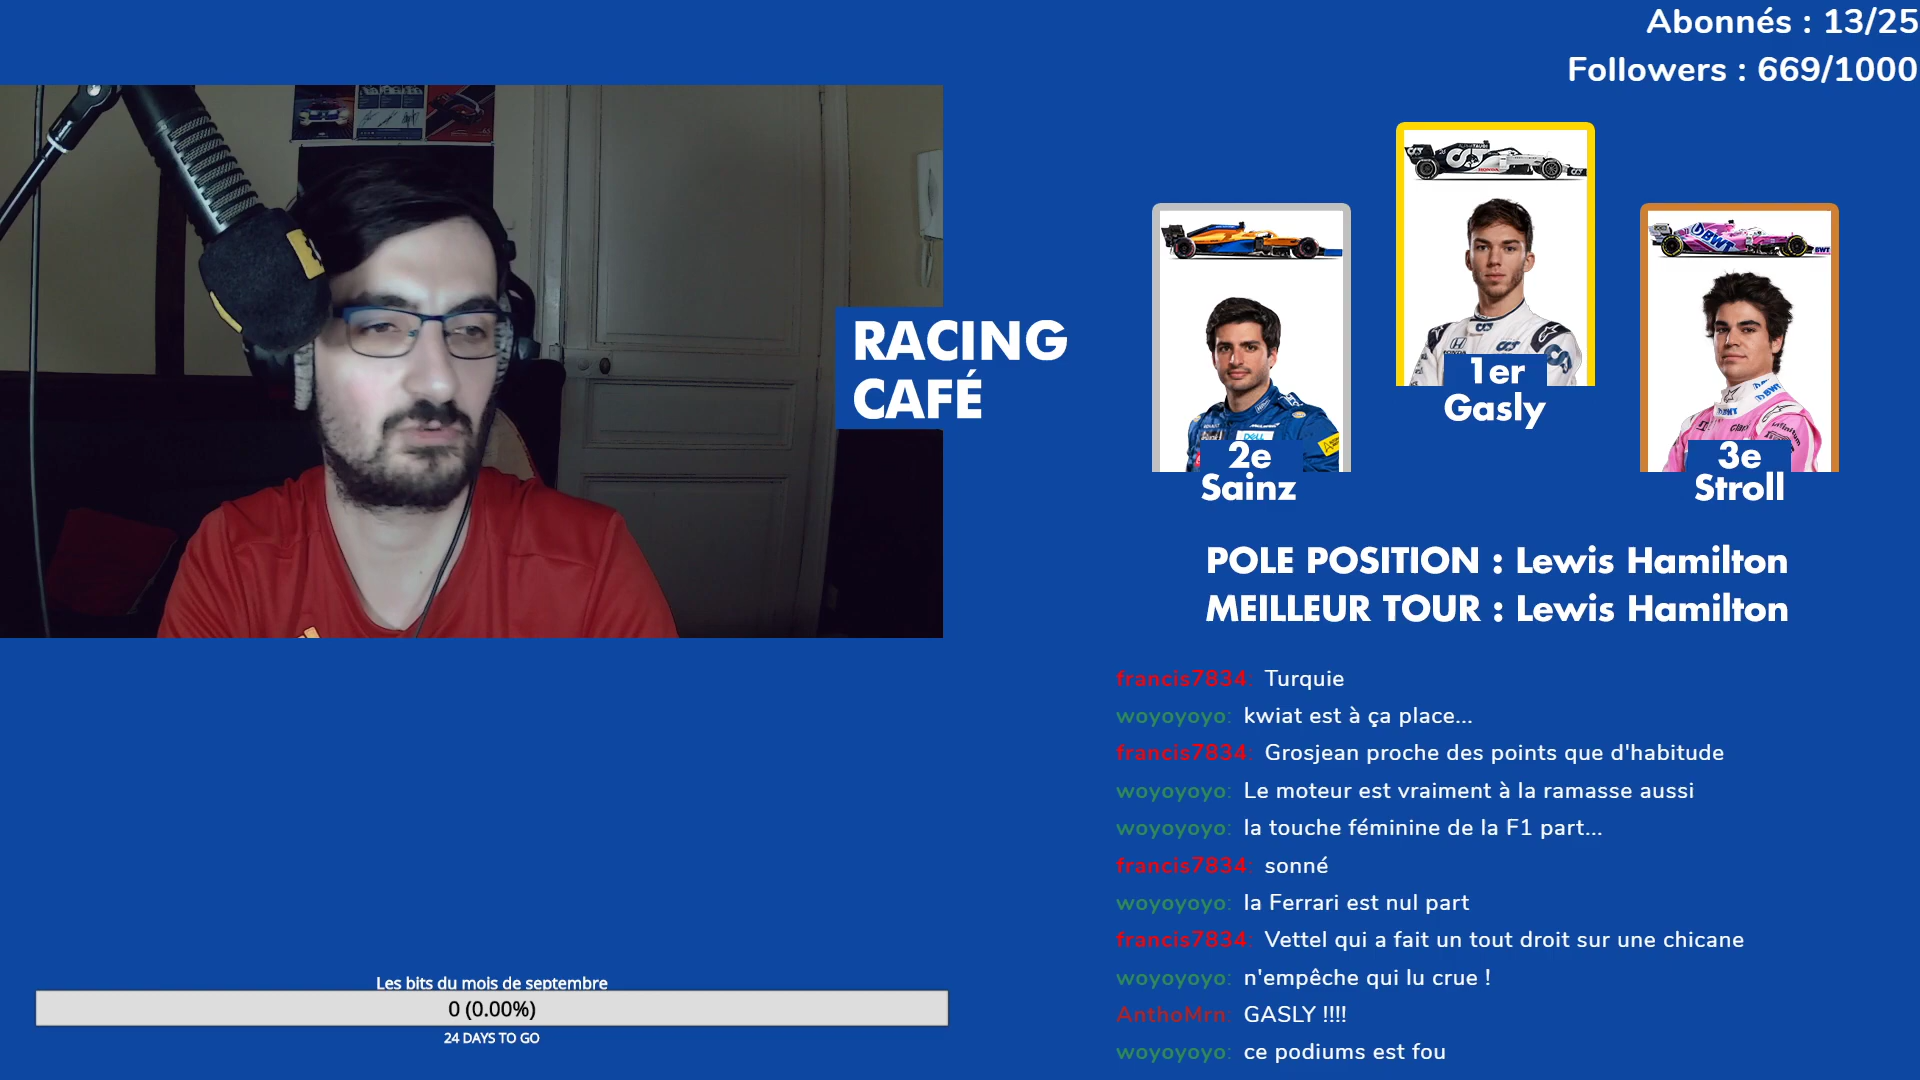 Abonnés : 13/25
Followers : 669/1000
RACING
CAFÉ
1er
Gasly
2e
Sainz
3e
Stroll
BWT
BWT
HONDA
DELL
POLE POSITION : Lewis Hamilton
MEILLEUR TOUR : Lewis Hamilton
francis7834: Turquie
woyoyoyo: kwiat est à ça place...
francis7834: Grosjean proche des points que d'habitude
woyoyoyo: Le moteur est vraiment à la ramasse aussi
woyoyoyo: la touche féminine de la F1 part...
francis7834: sonné
woyoyoyo: la Ferrari est nul part
francis7834: Vettel qui a fait un tout droit sur une chicane
woyoyoyo: n'empêche qui lu crue !
AnthoMrn: GASLY !!!!
woyoyoyo: ce podiums est fou
Les bits du mois de septembre
0 (0.00%)
24 DAYS TO GO